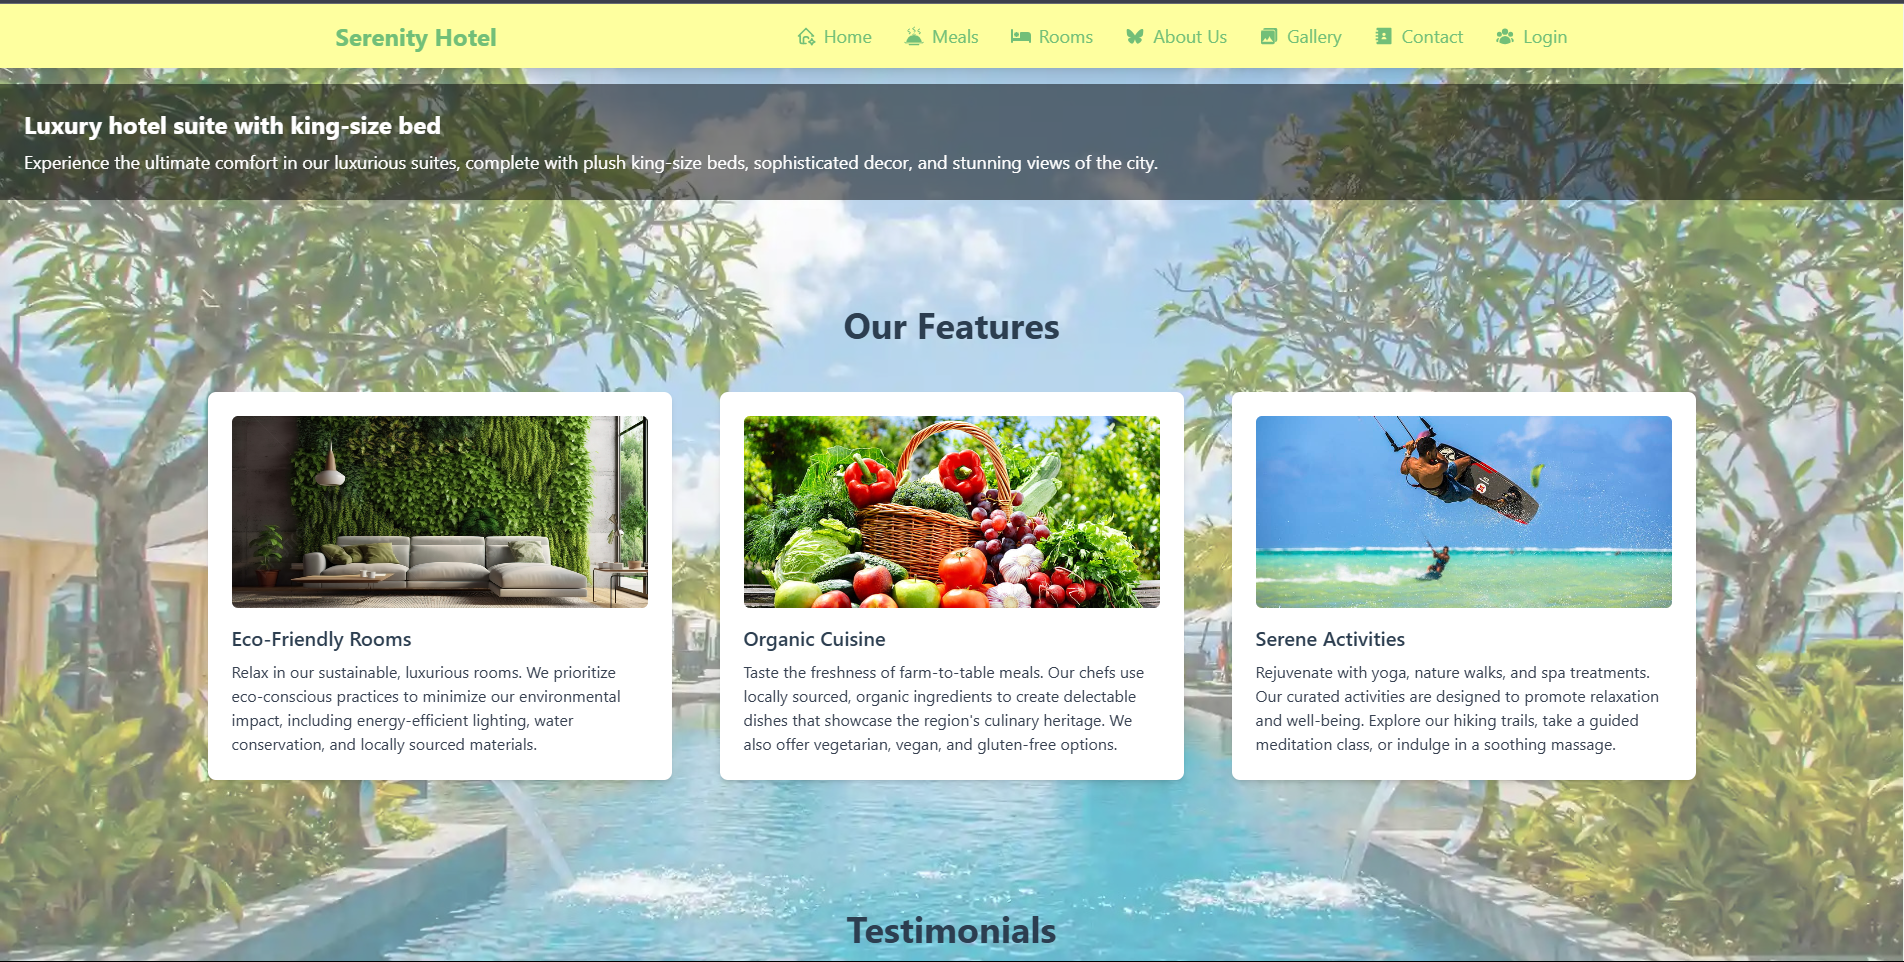 Serenity Hotel
Home
Meals
Rooms
About Us
Gallery
Contact
Login
Luxury hotel suite with king-size bed
Experience the ultimate comfort in our luxurious suites, complete with plush king-size beds, sophisticated decor, and stunning views of the city.
Our Features
Eco-Friendly Rooms
Relax in our sustainable, luxurious rooms. We prioritize
eco-conscious practices to minimize our environmental
impact, including energy-efficient lighting, water
conservation, and locally sourced materials.
Organic Cuisine
Taste the freshness of farm-to-table meals. Our chefs use
locally sourced, organic ingredients to create delectable
dishes that showcase the region's culinary heritage. We
also offer vegetarian, vegan, and gluten-free options.
Serene Activities
Rejuvenate with yoga, nature walks, and spa treatments.
Our curated activities are designed to promote relaxation
and well-being. Explore our hiking trails, take a guided
meditation class, or indulge in a soothing massage.
Testimonials